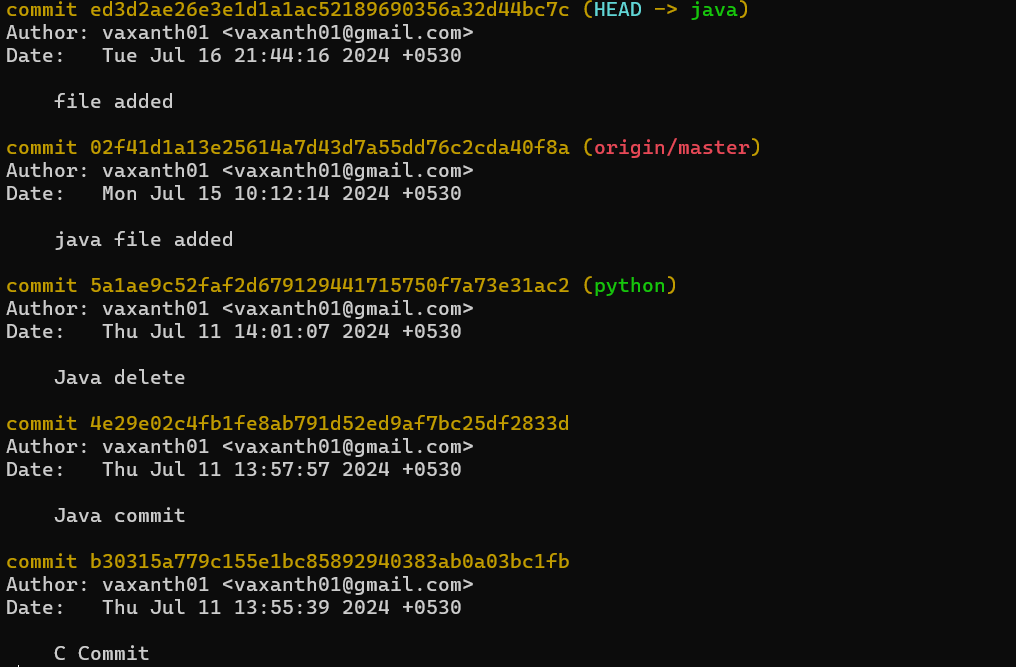 commit ed3d2ae26e3e1d1a1ac52189690356a32d44bc7c (HEAD -> java)
Author: vaxanth01 <vaxanth01@gmail.com>
Date:   Tue Jul 16 21:44:16 2024 +0530
file added
commit 02f41d1a13e25614a7d43d7a55dd76c2cda40f8a (origin/master)
Author: vaxanth01 <vaxanth01@gmail.com>
Date:   Mon Jul 15 10:12:14 2024 +0530
java file added
commit 5a1ae9c52faf2d679129441715750f7a73e31ac2 (python)
Author: vaxanth01 <vaxanth01@gmail.com>
Date:   Thu Jul 11 14:01:07 2024 +0530
Java delete
commit 4e29e02c4fb1fe8ab791d52ed9af7bc25df2833d
Author: vaxanth01 <vaxanth01@gmail.com>
Date:   Thu Jul 11 13:57:57 2024 +0530
Java commit
commit b30315a779c155e1bc85892940383ab0a03bc1fb
Author: vaxanth01 <vaxanth01@gmail.com>
Date:   Thu Jul 11 13:55:39 2024 +0530
C Commit